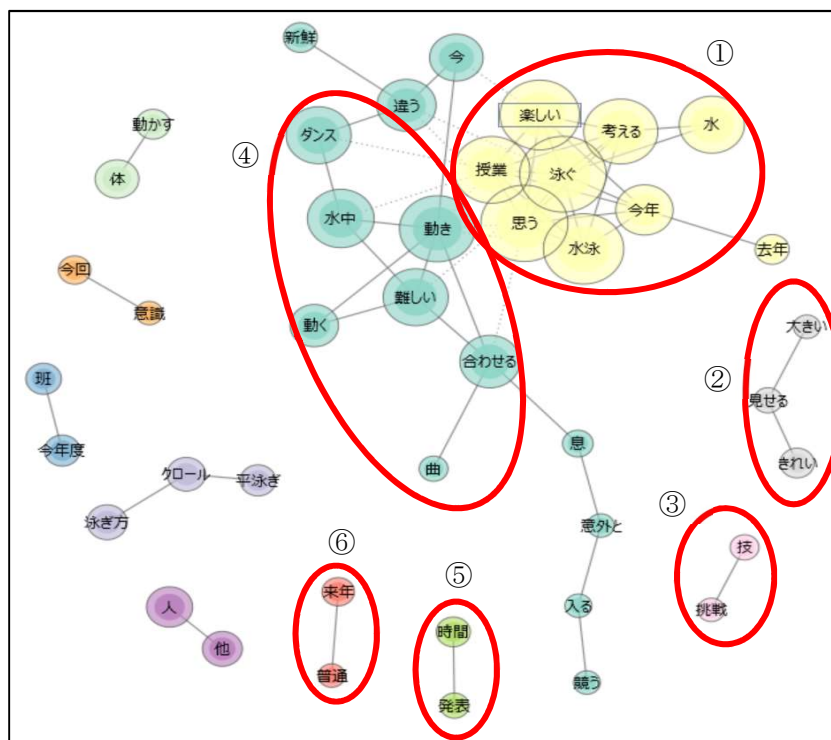 新鮮
今
①
違う
楽しい
考える
水
ダンス
動かす
④
授業
泳ぐ
体
水中
動き
思う
今年
水泳
去年
今回
難しい
意識
動く
大きい
合わせる
②
班
見せる
曲
息
きれい
今年度
クロール
平泳ぎ
泳ぎ方
意外と
③
技
⑥
⑤
来年
入る
挑戦
人
時間
他
普通
競う
発表